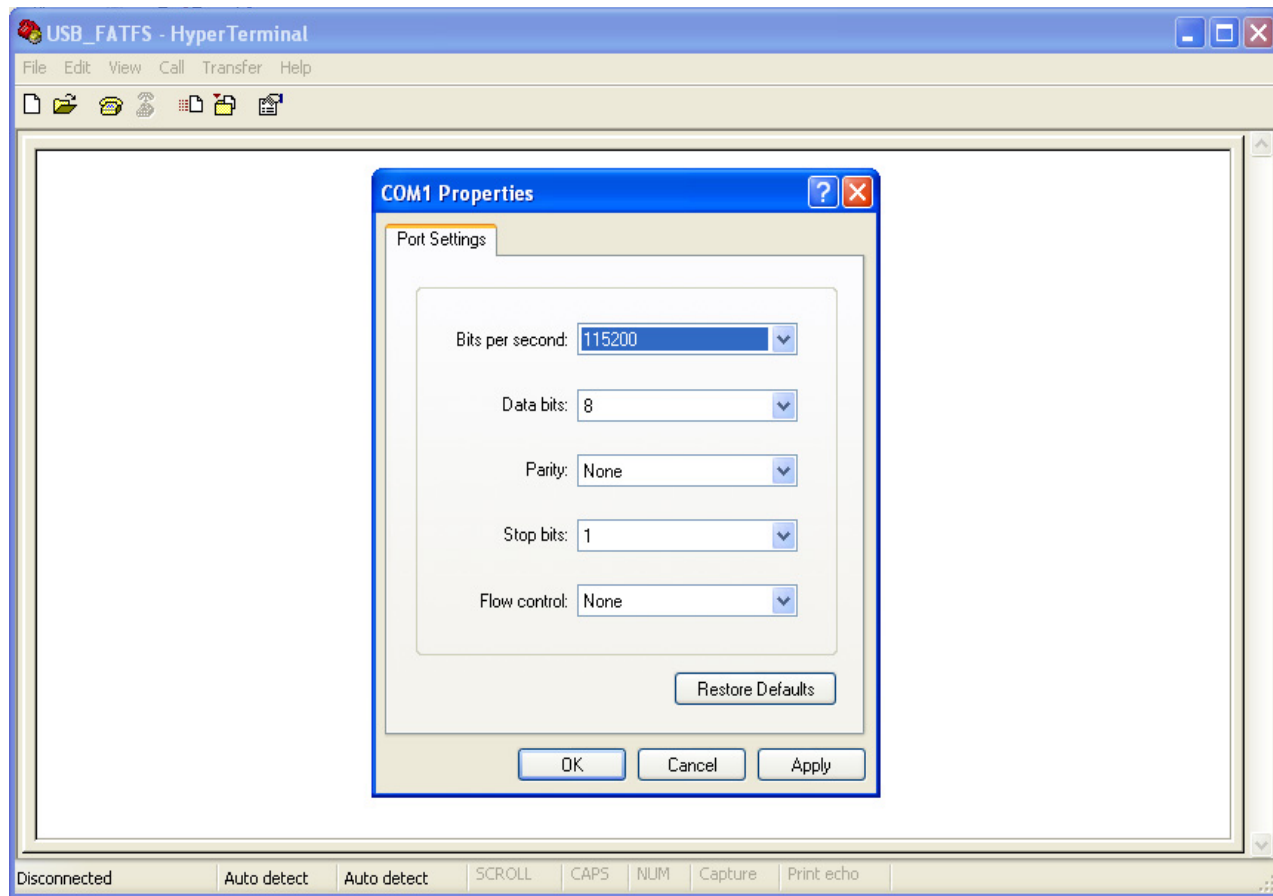 USB_FATFS - HyperTerminal
File Edit View Call Transfer Help
COM1 Properties
Port Settings
Bits per second: 115200
Data bits: 8
Parity: None
Stop bits: 1
Flow control: None
Restore Defaults
OK Cancel Apply
Disconnected Auto detect Auto detect SCROLL CAPS NUM Capture Print echo